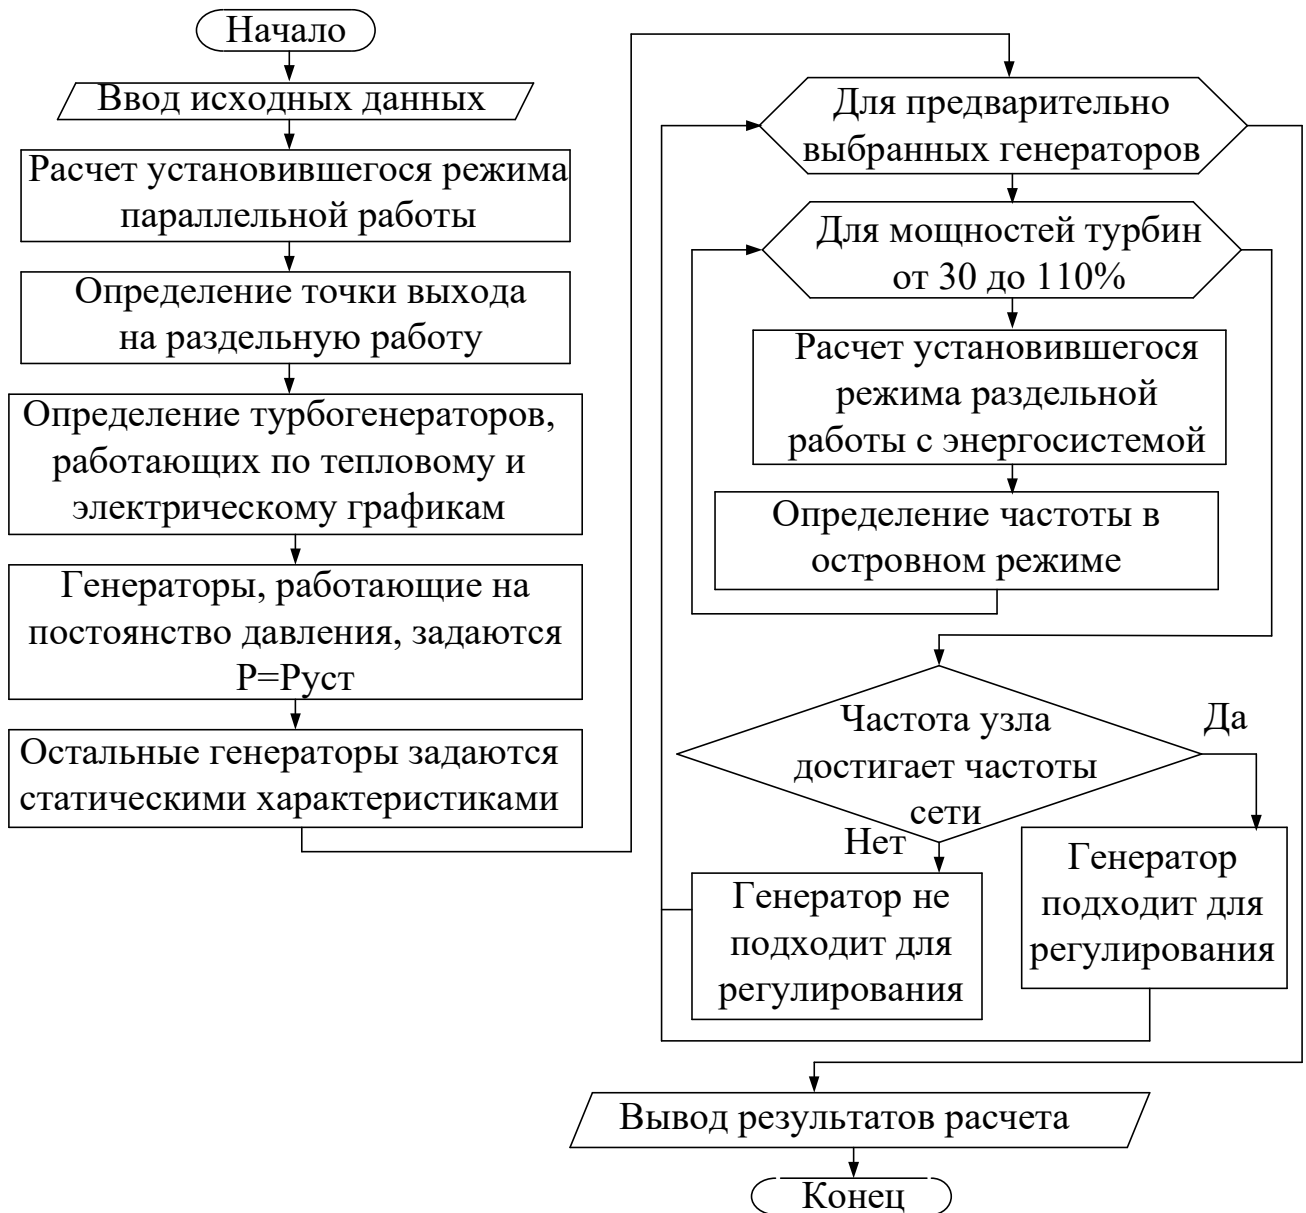 Начало
Ввод исходных данных
Расчет установившегося режима
параллельной работы
Определение точки выхода
на раздельную работу
Определение турбогенераторов,
работающих по тепловому и
электрическому графикам
Генераторы, работающие на
постоянство давления, задаются
P=Pуст
Остальные генераторы задаются
статическими характеристиками
Для предварительно
выбранных генераторов
Для мощностей турбин
от 30 до 110%
Расчет установившегося
режима раздельной
работы с энергосистемой
Определение частоты в
островном режиме
Частота узла
достигает частоты
сети
Да
Нет
Генератор не
подходит для
регулирования
Генератор
подходит для
регулирования
Вывод результатов расчета
Конец